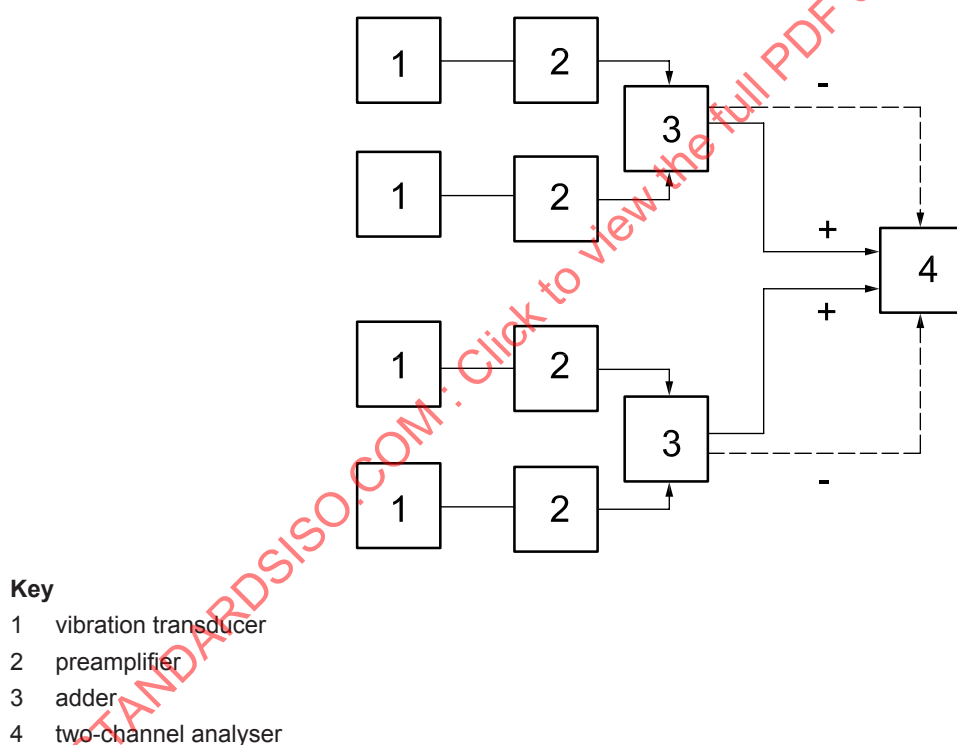 1 2
3 -
1 2
+
4
+
1 2
3
1 2 -
STANDARDSISO.COM : Click to view the full PDF
Key
1 vibration transducer
2 preamplifier
3 adder
4 two-channel analyser